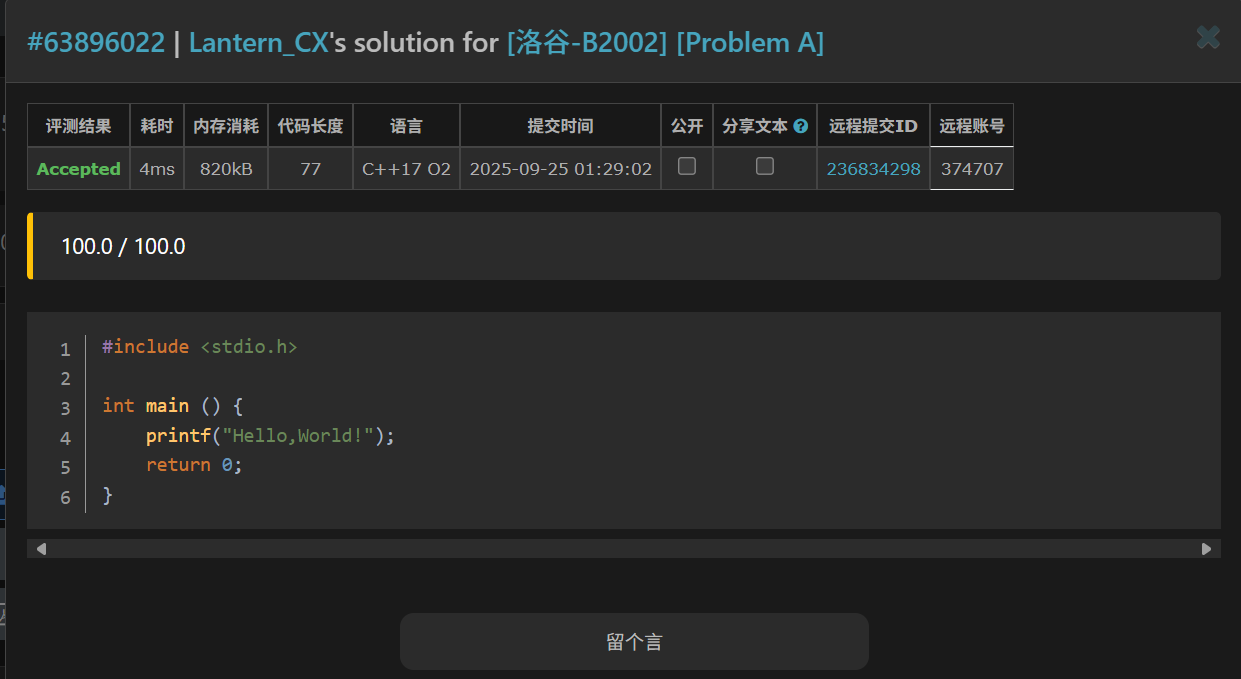 #63896022 | Lantern_CX's solution for [洛谷-B2002] [Problem A]
评测结果 耗时 内存消耗 代码长度 语言 提交时间 公开 分享文本 ? 远程提交ID 远程账号
Accepted 4ms 820kB 77 C++17 O2 2025-09-25 01:29:02 236834298 374707
100.0 / 100.0
1 #include <stdio.h>
2
3 int main () {
4 printf("Hello,World!");
5 return 0;
6 }
留个言